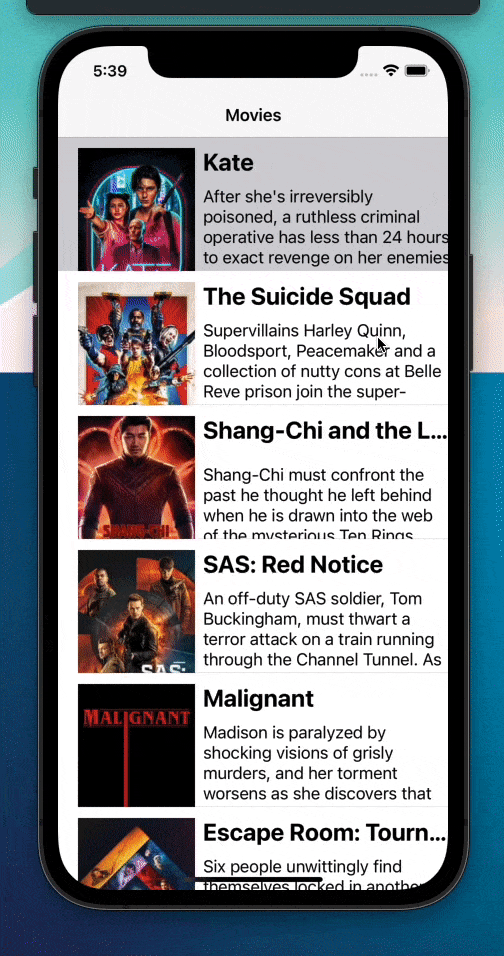 5:39
Movies
Kate
After she's irreversibly
poisoned, a ruthless criminal
operative has less than 24 hours
to exact revenge on her enemies
KATE
The Suicide Squad
Supervillains Harley Quinn,
Bloodsport, Peacemaker and a
collection of nutty cons at Belle
Reve prison join the super-
Shang-Chi and the L...
Shang-Chi must confront the
past he thought he left behind
when he is drawn into the web
of the mysterious Ten Rings
SHANG-CHI
SAS: Red Notice
An off-duty SAS soldier, Tom
Buckingham, must thwart a
terror attack on a train running
through the Channel Tunnel. As
SAS:
Malignant
MALIGNANT
Madison is paralyzed by
shocking visions of grisly
murders, and her torment
worsens as she discovers that
Escape Room: Tourn...
Six people unwittingly find
themselves locked in another